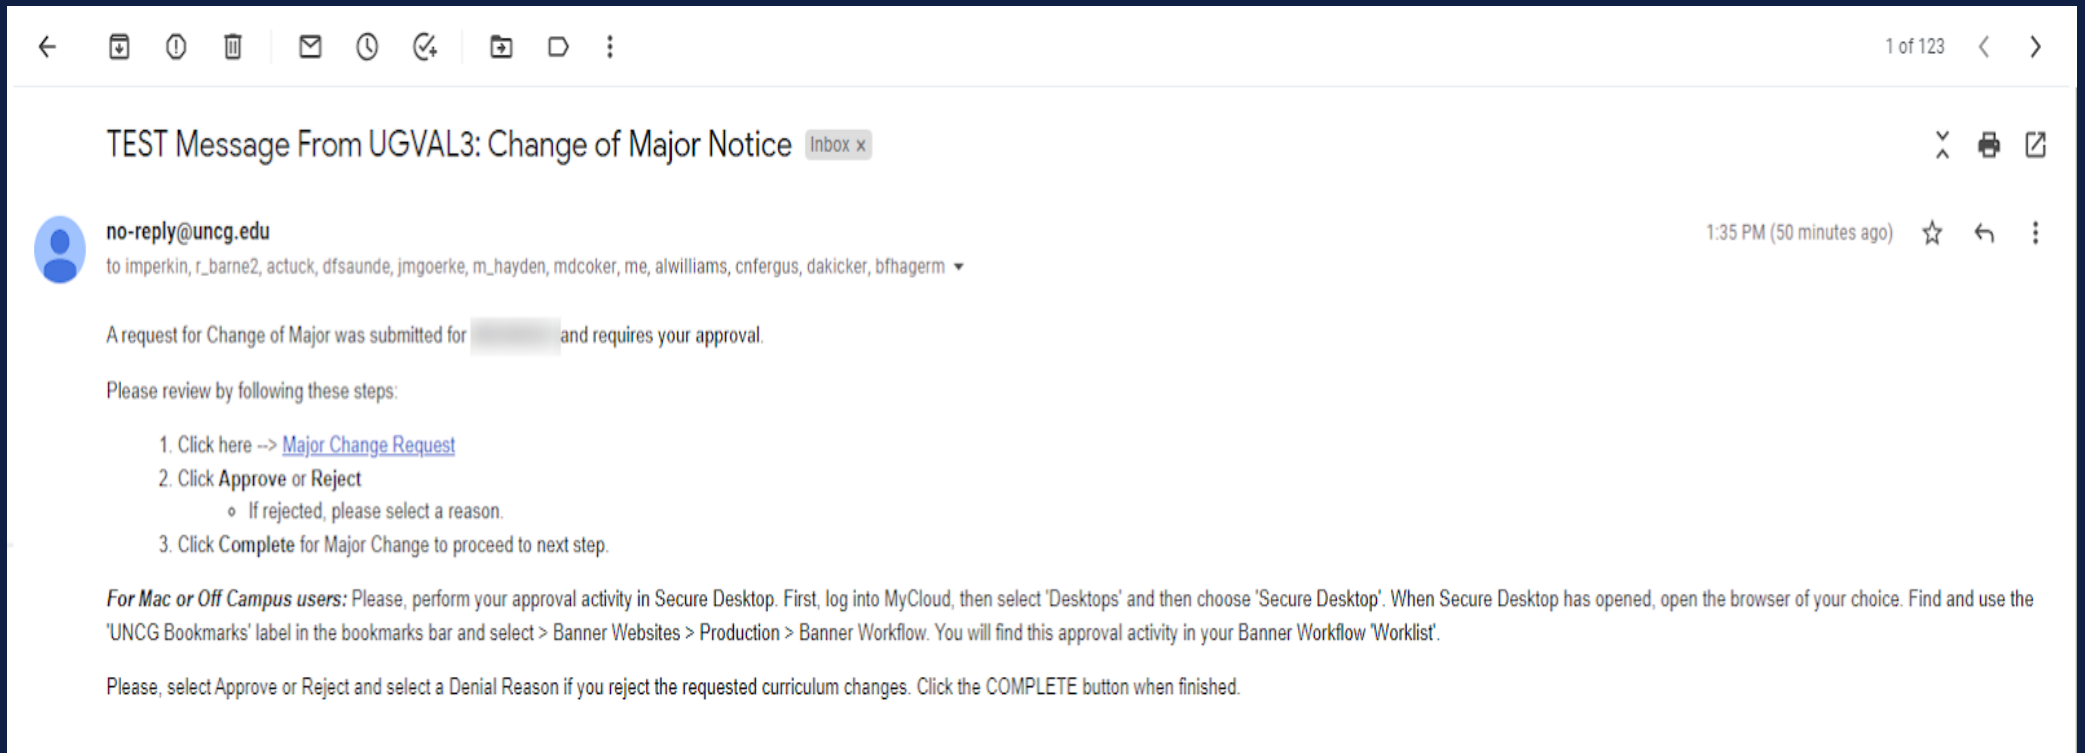 1 of 123
TEST Message From UGVAL3: Change of Major Notice Inbox x
no-reply@uncg.edu 1:35 PM (50 minutes ago)
to imperkin, r_barne2, actuck, dfsaunde, jmgoerke, m_hayden, mdcoker, me, alwilliams, cnfergus, dakicker, bfhagerm
A request for Change of Major was submitted for and requires your approval.
Please review by following these steps:
1. Click here --> Major Change Request
2. Click Approve or Reject
If rejected, please select a reason.
3. Click Complete for Major Change to proceed to next step.
For Mac or Off Campus users: Please, perform your approval activity in Secure Desktop. First, log into MyCloud, then select 'Desktops' and then choose 'Secure Desktop'. When Secure Desktop has opened, open the browser of your choice. Find and use the
'UNCG Bookmarks' label in the bookmarks bar and select > Banner Websites > Production > Banner Workflow. You will find this approval activity in your Banner Workflow 'Worklist'.
Please, select Approve or Reject and select a Denial Reason if you reject the requested curriculum changes. Click the COMPLETE button when finished.